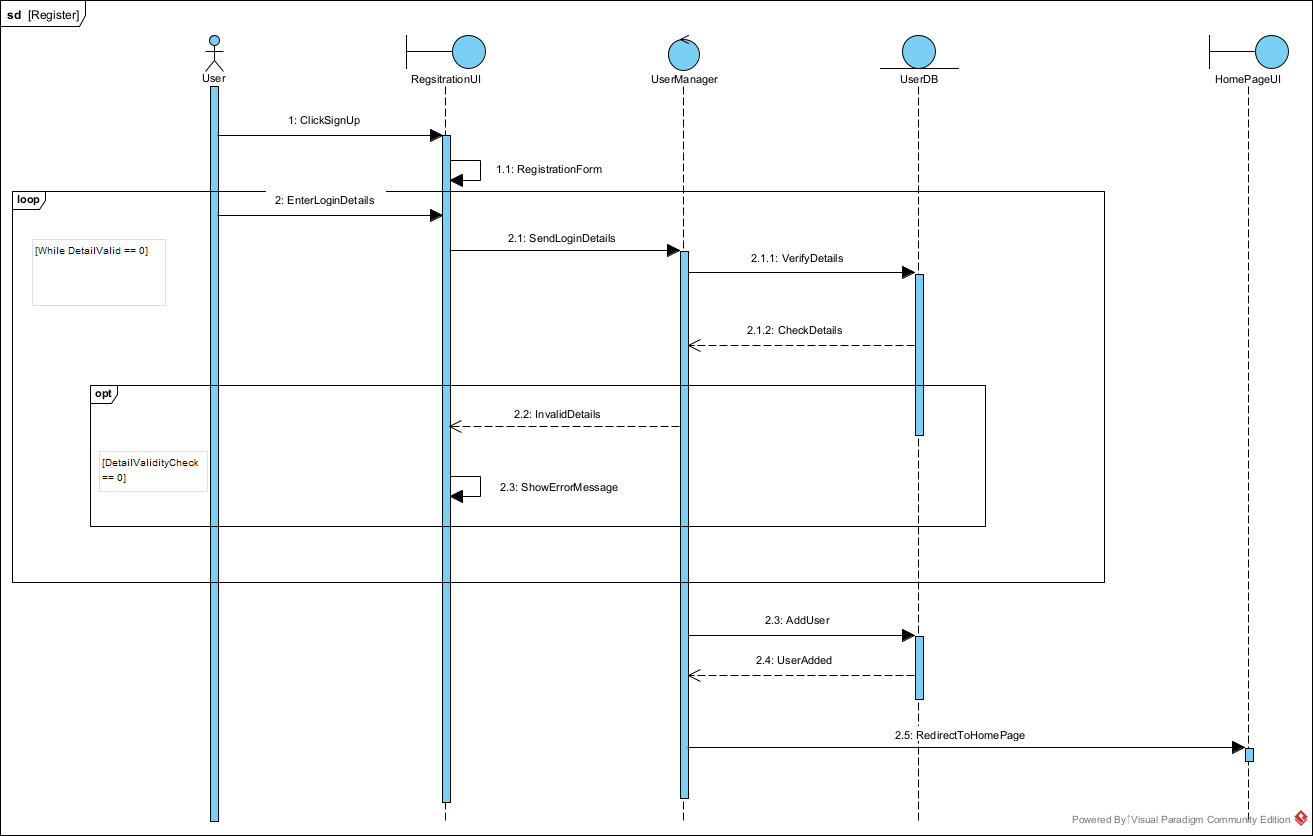 sd [Register]
User
RegsitrationUI
UserManager
UserDB
HomePageUI
1: ClickSignUp
1.1: RegistrationForm
loop
2: EnterLoginDetails
[While DetailValid == 0]
2.1: SendLoginDetails
2.1.1: VerifyDetails
2.1.2: CheckDetails
opt
2.2: InvalidDetails
[DetailValidityCheck
== 0]
2.3: ShowErrorMessage
2.3: AddUser
2.4: UserAdded
2.5: RedirectToHomePage
Powered By Visual Paradigm Community Edition